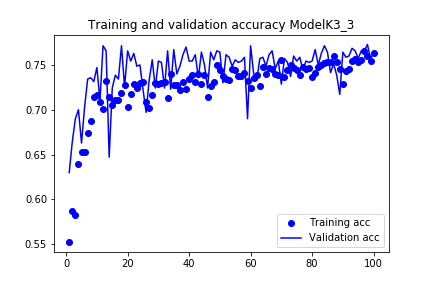 Training and validation accuracy ModelK3_3
0.75
0.70
0.65
0.60
0.55
Training acc
Validation acc
0 20 40 60 80 100